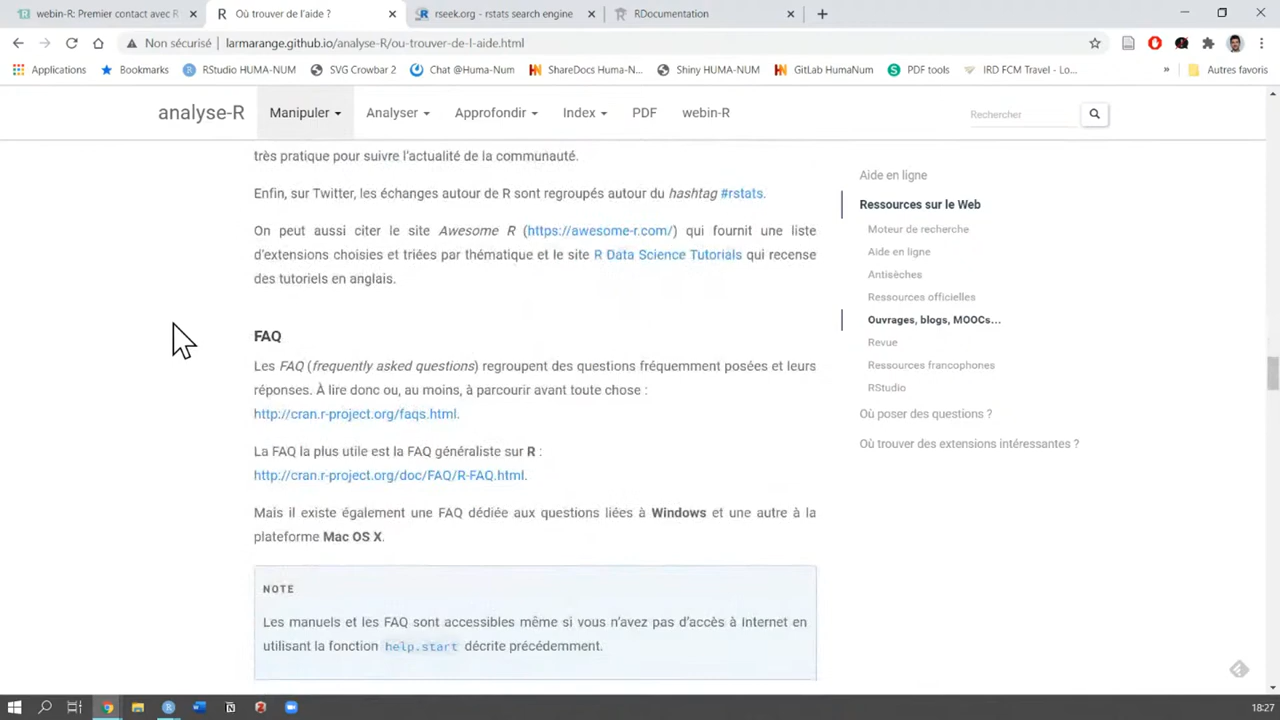 webin-R: Premier contact avec R
Où trouver de l'aide ?
rseek.org - rstats search engine
RDocumentation
Non sécurisé
larmarange.github.io/analyse-R/ou-trouver-de-l-aide.html
Applications
Bookmarks
RStudio HUMA-NUM
SVG Crowbar 2
Chat @Huma-Num
ShareDocs Huma-N...
Shiny HUMA-NUM
GitLab HumaNum
PDF tools
IRD FCM Travel - Lo...
»
Autres favoris
analyse-R
Manipuler
Analyser
Approfondir
Index
PDF
webin-R
Rechercher
très pratique pour suivre l'actualité de la communauté.
Enfin, sur Twitter, les échanges autour de R sont regroupés autour du hashtag #rstats.
On peut aussi citer le site Awesome R (https://awesome-r.com/) qui fournit une liste
d'extensions choisies et triées par thématique et le site R Data Science Tutorials qui recense
des tutoriels en anglais.
FAQ
Les FAQ (frequently asked questions) regroupent des questions fréquemment posées et leurs
réponses. À lire donc ou, au moins, à parcourir avant toute chose :
http://cran.r-project.org/faqs.html.
La FAQ la plus utile est la FAQ généraliste sur R :
http://cran.r-project.org/doc/FAQ/R-FAQ.html.
Mais il existe également une FAQ dédiée aux questions liées à Windows et une autre à la
plateforme Mac OS X.
NOTE
Les manuels et les FAQ sont accessibles même si vous n'avez pas d'accès à Internet en
utilisant la fonction help.start décrite précédemment.
Aide en ligne
Ressources sur le Web
Moteur de recherche
Aide en ligne
Antisèches
Ressources officielles
Ouvrages, blogs, MOOCs...
Revue
Ressources francophones
RStudio
Où poser des questions ?
Où trouver des extensions intéressantes ?
18:27